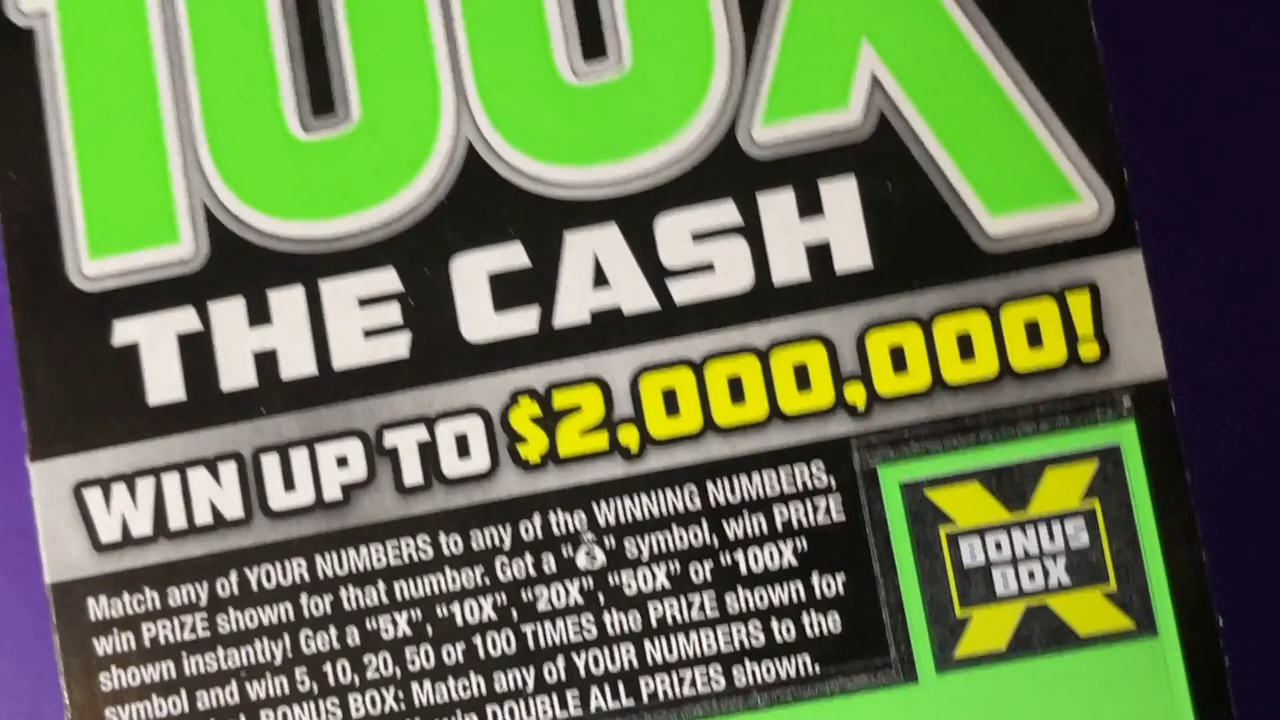 100X
THE CASH
WIN UP TO $2,000,000!
Match any of YOUR NUMBERS to any of the WINNING NUMBERS,
win PRIZE shown for that number. Get a “💰” symbol, win PRIZE
shown instantly! Get a “5X”, “10X”, “20X”, “50X” or “100X”
symbol and win 5, 10, 20, 50 or 100 TIMES the PRIZE shown for
BONUS BOX: Match any of YOUR NUMBERS to the
win DOUBLE ALL PRIZES shown.
BONUS
BOX